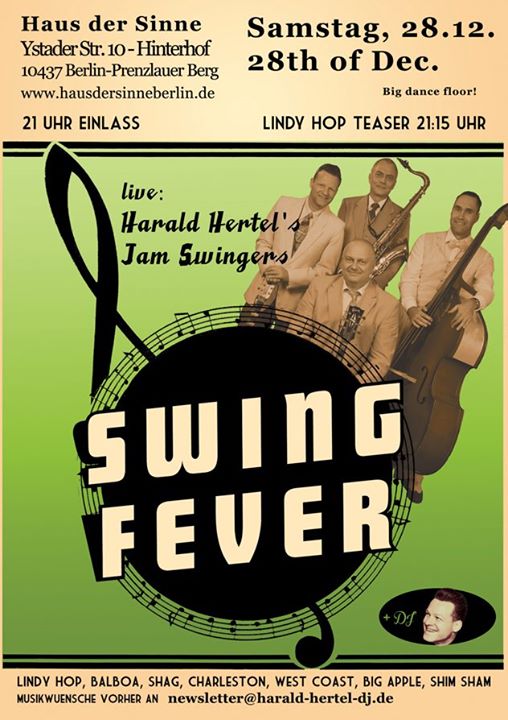 Haus der Sinne
Ystader Str. 10 - Hinterhof
10437 Berlin-Prenzlauer Berg
www.hausdersinneberlin.de
Samstag, 28.12.
28th of Dec.
Big dance floor!
21 UHR EINLASS
LINDY HOP TEASER 21:15 UHR
live:
Harald Hertel's
Jam Swingers
SWING
FEVER
+ DJ
LINDY HOP, BALBOA, SHAG, CHARLESTON, WEST COAST, BIG APPLE, SHIM SHAM
MUSIKWUENSCHE VORHER AN newsletter@harald-hertel-dj.de